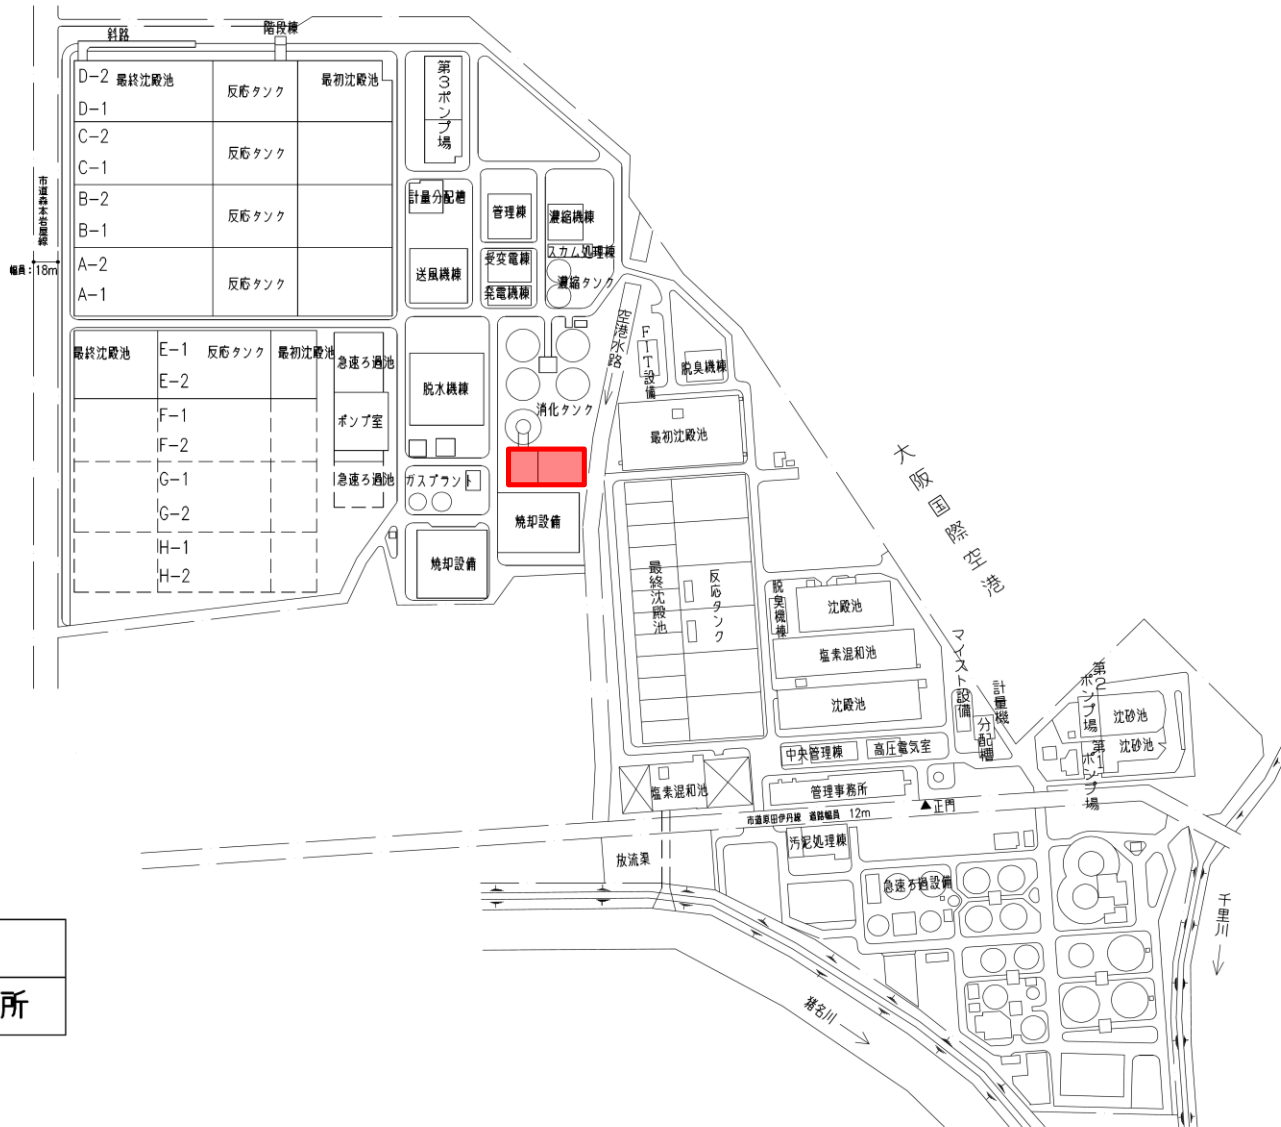 斜路
階段棟
D-2
最終沈殿池
反応タンク
最初沈殿池
D-1
C-2
反応タンク
C-1
B-2
反応タンク
B-1
A-2
反応タンク
A-1
市道森本岩屋線
幅員：18m
第3ポンプ場
計量分配槽
管理棟
濃縮機棟
送風機棟
受変電棟
発電機棟
スカム処理棟
濃縮タンク
最終沈殿池
E-1
反応タンク
最初沈殿池
急速ろ過池
E-2
F-1
ポンプ室
F-2
G-1
急速ろ過池
G-2
H-1
H-2
脱水機棟
消化タンク
空港水路
FIT設備
脱臭機棟
最初沈殿池
ガスプラント
焼却設備
焼却設備
大阪国際空港
最終沈殿池
反応タンク
脱臭機棟
沈殿池
塩素混和池
沈殿池
マイスト設備
計量機
分配槽
第2ポンプ場
沈砂池
第1ポンプ場
沈砂池
中央管理棟
高圧電気室
塩素混和池
管理事務所
▲正門
市道原田伊丹線 道路幅員 12m
汚泥処理棟
放流渠
急速ろ過設備
千里川
猪名川
所